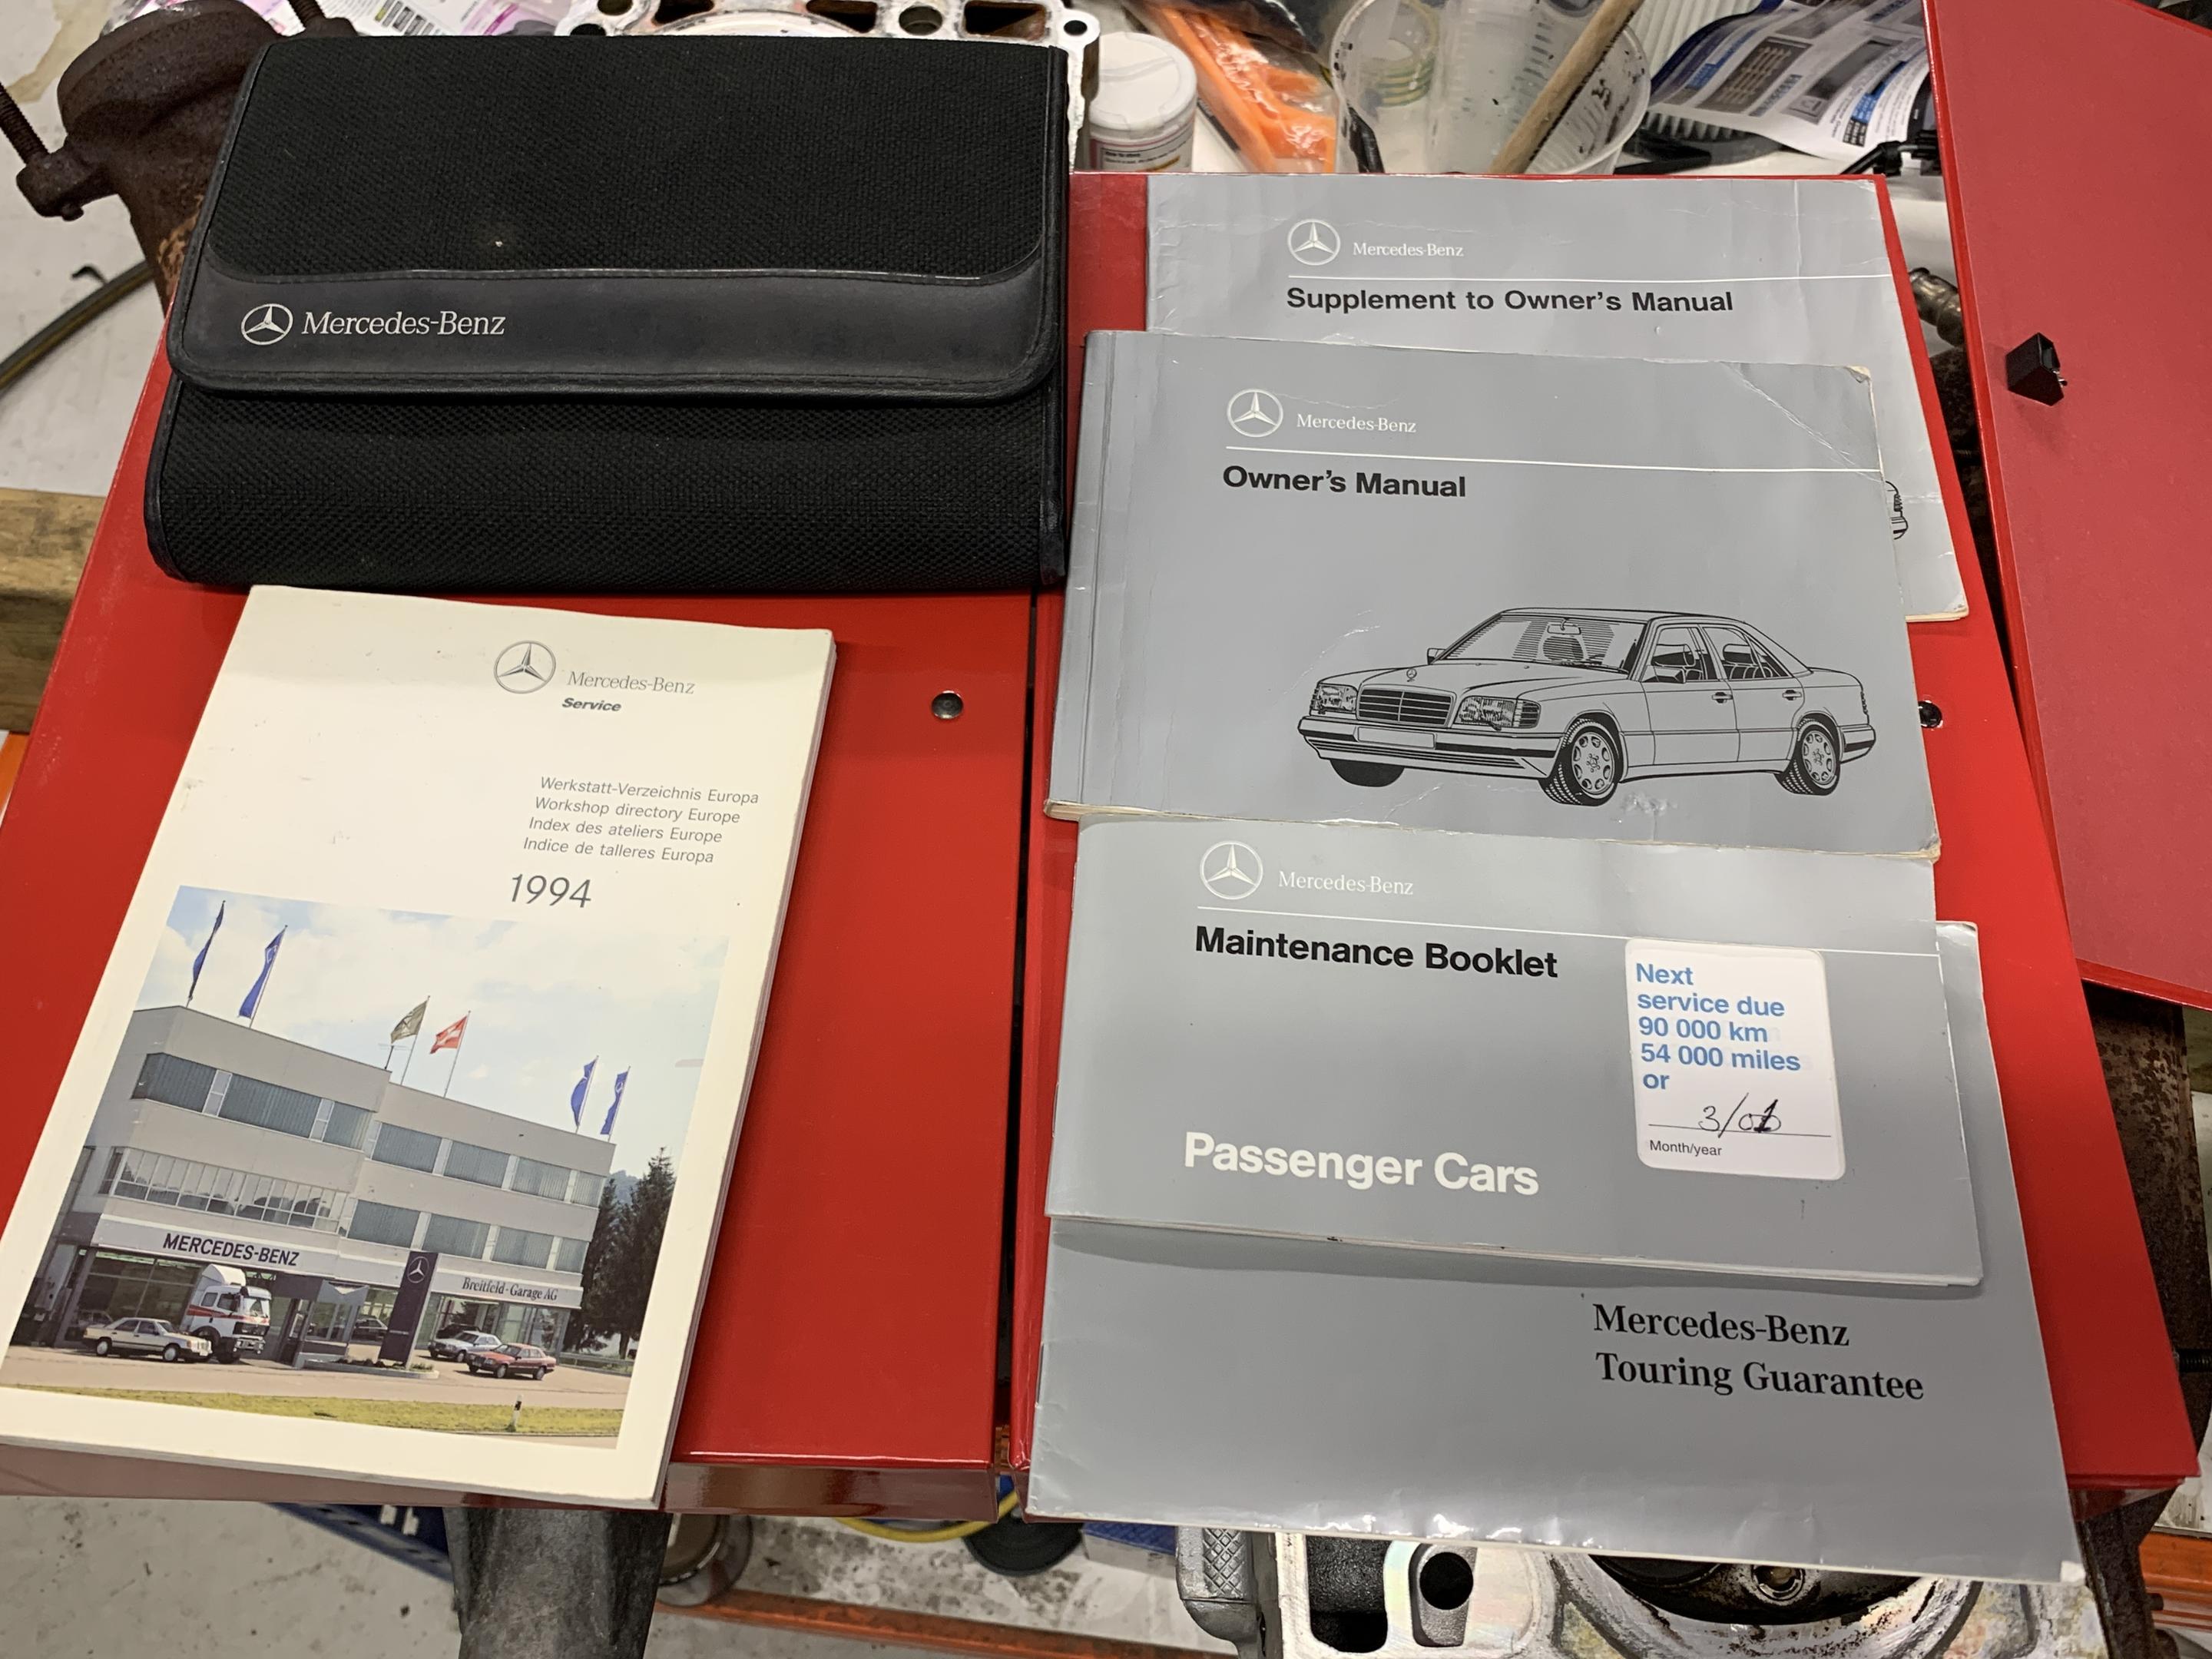 Mercedes-Benz
Mercedes-Benz
Service
Werkstatt-Verzeichnis Europa
Workshop directory Europe
Index des ateliers Europe
Indice de talleres Europa
1994
MERCEDES-BENZ
Breitfeld-Garage AG
Mercedes-Benz
Supplement to Owner's Manual
Mercedes-Benz
Owner's Manual
Mercedes-Benz
Maintenance Booklet
Passenger Cars
Next
service due
90 000 km
54 000 miles
or
3/01
Month/year
Mercedes-Benz
Touring Guarantee